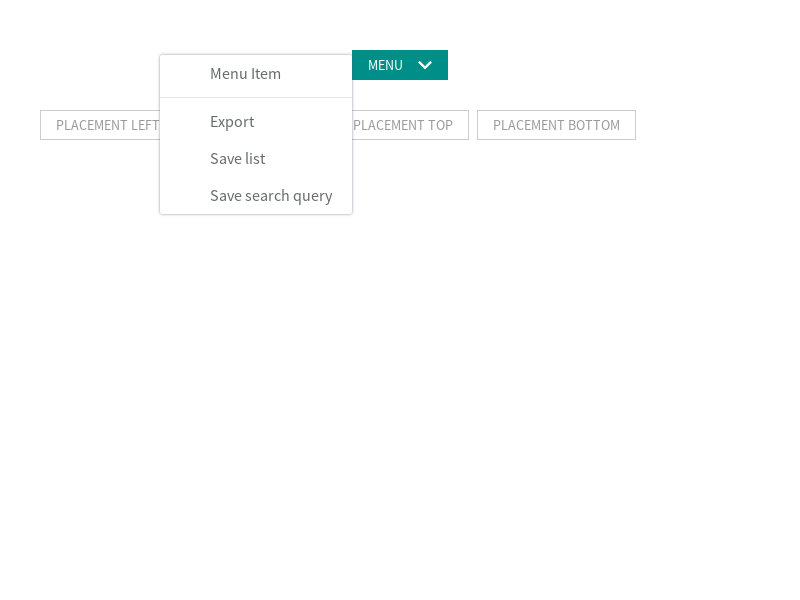 MENU
Menu Item
Export
Save list
Save search query
PLACEMENT LEFT
PLACEMENT TOP
PLACEMENT BOTTOM